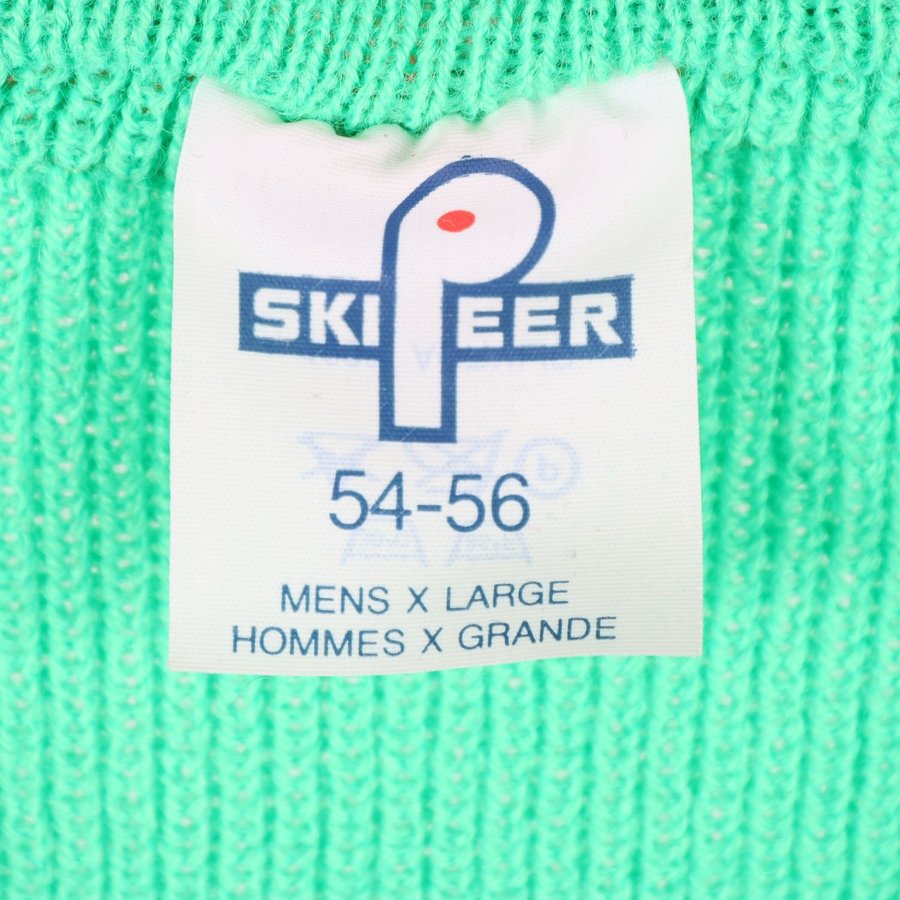 SKIPEER
54-56
MENS X LARGE
HOMMES X GRANDE